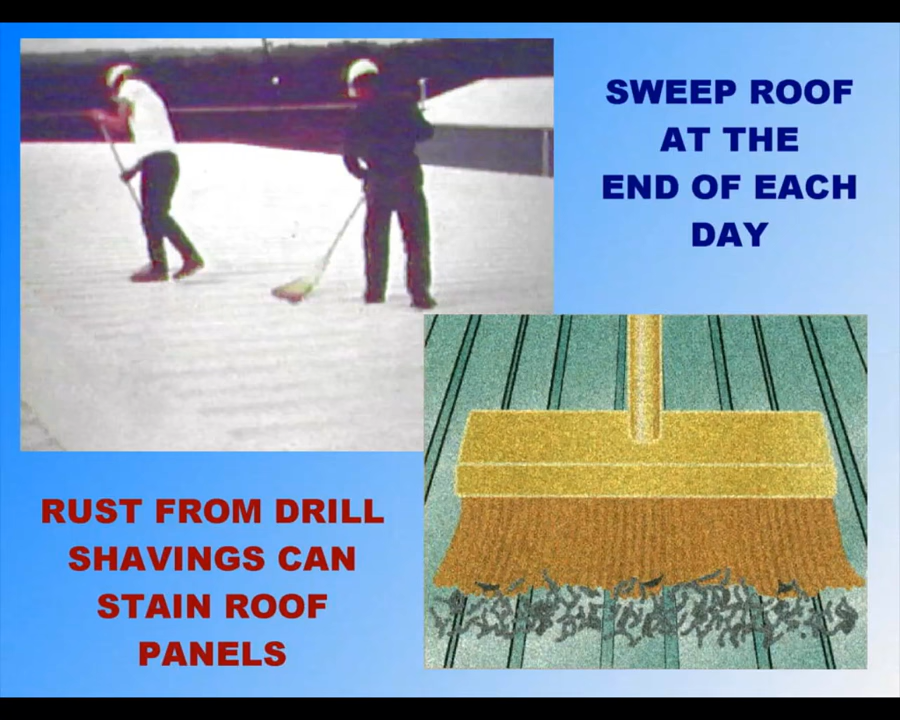 SWEEP ROOF
AT THE
END OF EACH
DAY
RUST FROM DRILL
SHAVINGS CAN
STAIN ROOF
PANELS